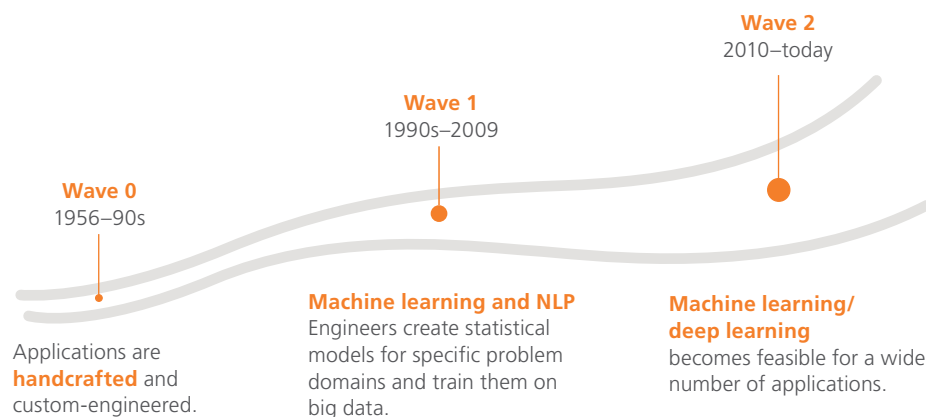 Wave 0
1956–90s
Applications are
handcrafted and
custom-engineered.
Wave 1
1990s–2009
Machine learning and NLP
Engineers create statistical
models for specific problem
domains and train them on
big data.
Wave 2
2010–today
Machine learning/
deep learning
becomes feasible for a wide
number of applications.